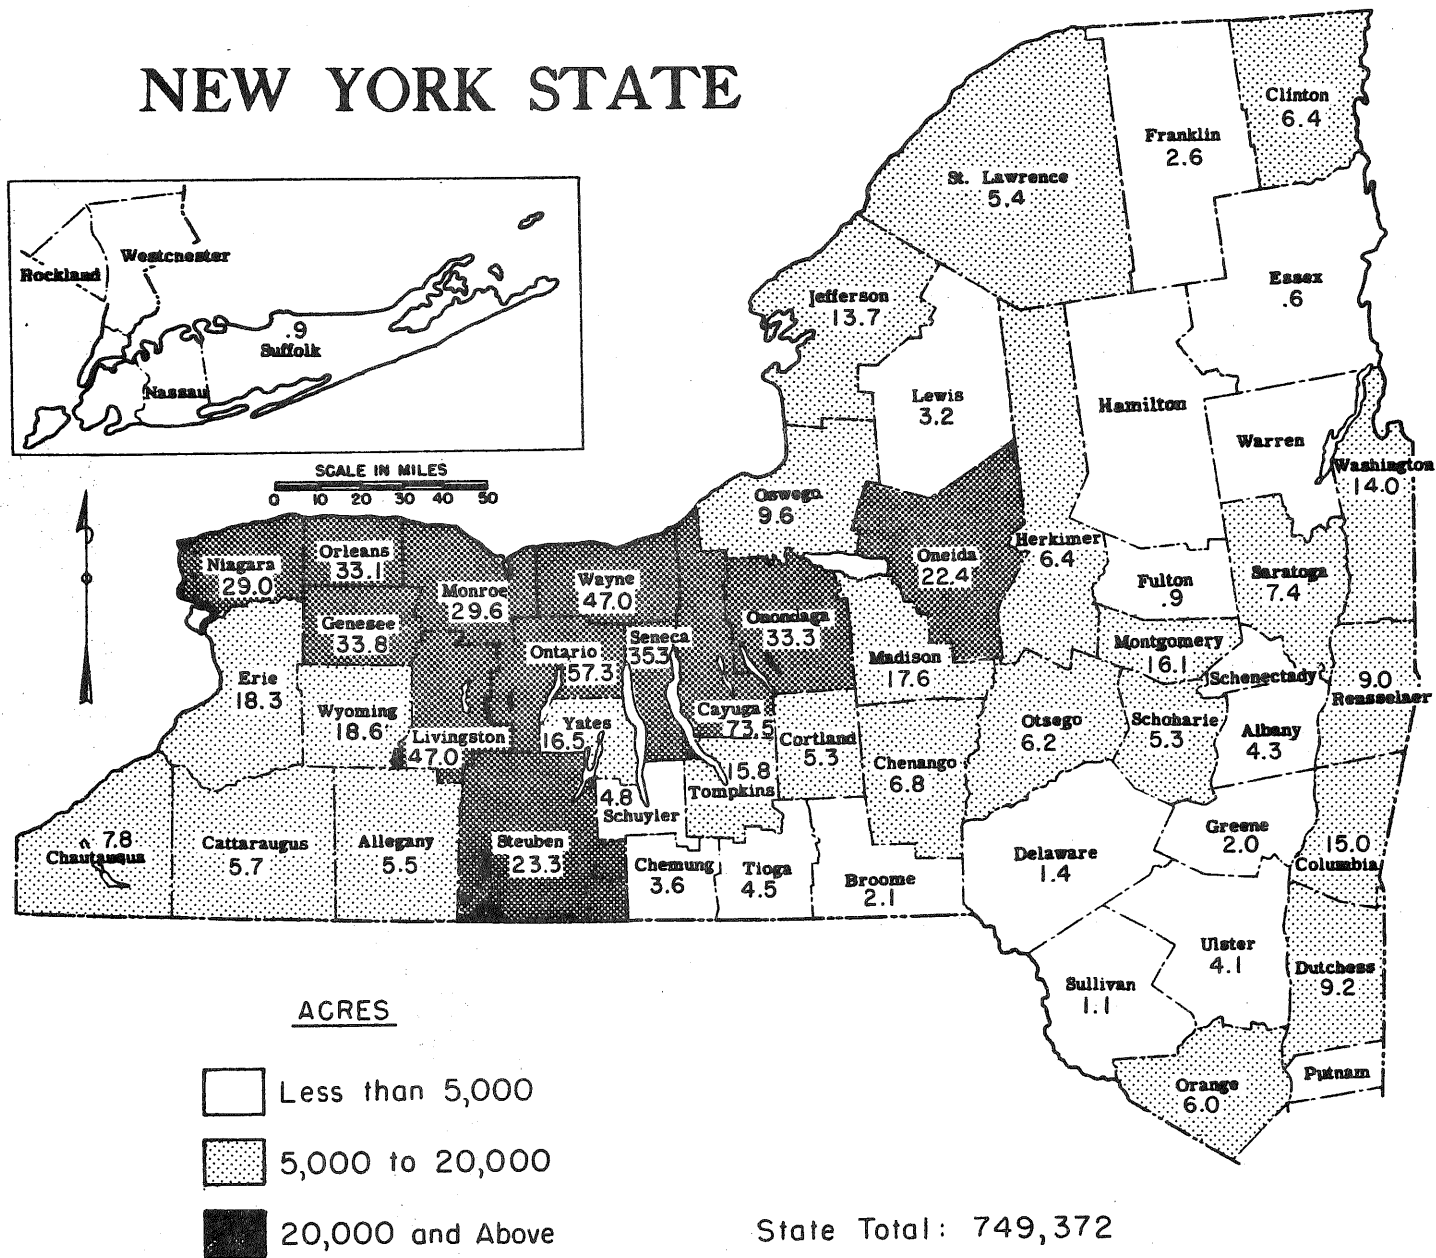 NEW YORK STATE
Clinton
6.4
Franklin
2.6
St. Lawrence
5.4
Westcnester
Rockland
Essex
.6
Jefferson
13.7
.9
Suffolk
Nassau
Lewis
3.2
Hamilton
Warren
SCALE IN MILES
0 10 20 30 40 50
Washington
14.0
Oswego
9.6
Herkimer
6.4
Oneida
22.4
Orleans
33.1
Niagara
29.0
Monroe
29.6
Wayne
47.0
Fulton
.9
Saratoga
7.4
Genesee
33.8
Onondaga
33.3
Seneca
35.3
Ontario
57.3
Montgomery
16.1
Madison
17.6
Schenectady
Erie
18.3
9.0
Rensselaer
Wyoming
18.6
Cayuga
73.5
Yates
16.5
Otsego
6.2
Schoharie
5.3
Albany
4.3
Livingston
47.0
Cortland
5.3
Chenango
6.8
15.8
Tompkins
4.8
Schuyler
7.8
Chautauqua
Cattaraugus
5.7
Allegany
5.5
Steuben
23.3
Greene
2.0
15.0
Columbia
Delaware
1.4
Chemung
3.6
Tioga
4.5
Broome
2.1
Ulster
4.1
Dutchess
9.2
Sullivan
1.1
Putnam
Orange
6.0
ACRES
Less than 5,000
5,000 to 20,000
20,000 and Above
State Total: 749,372